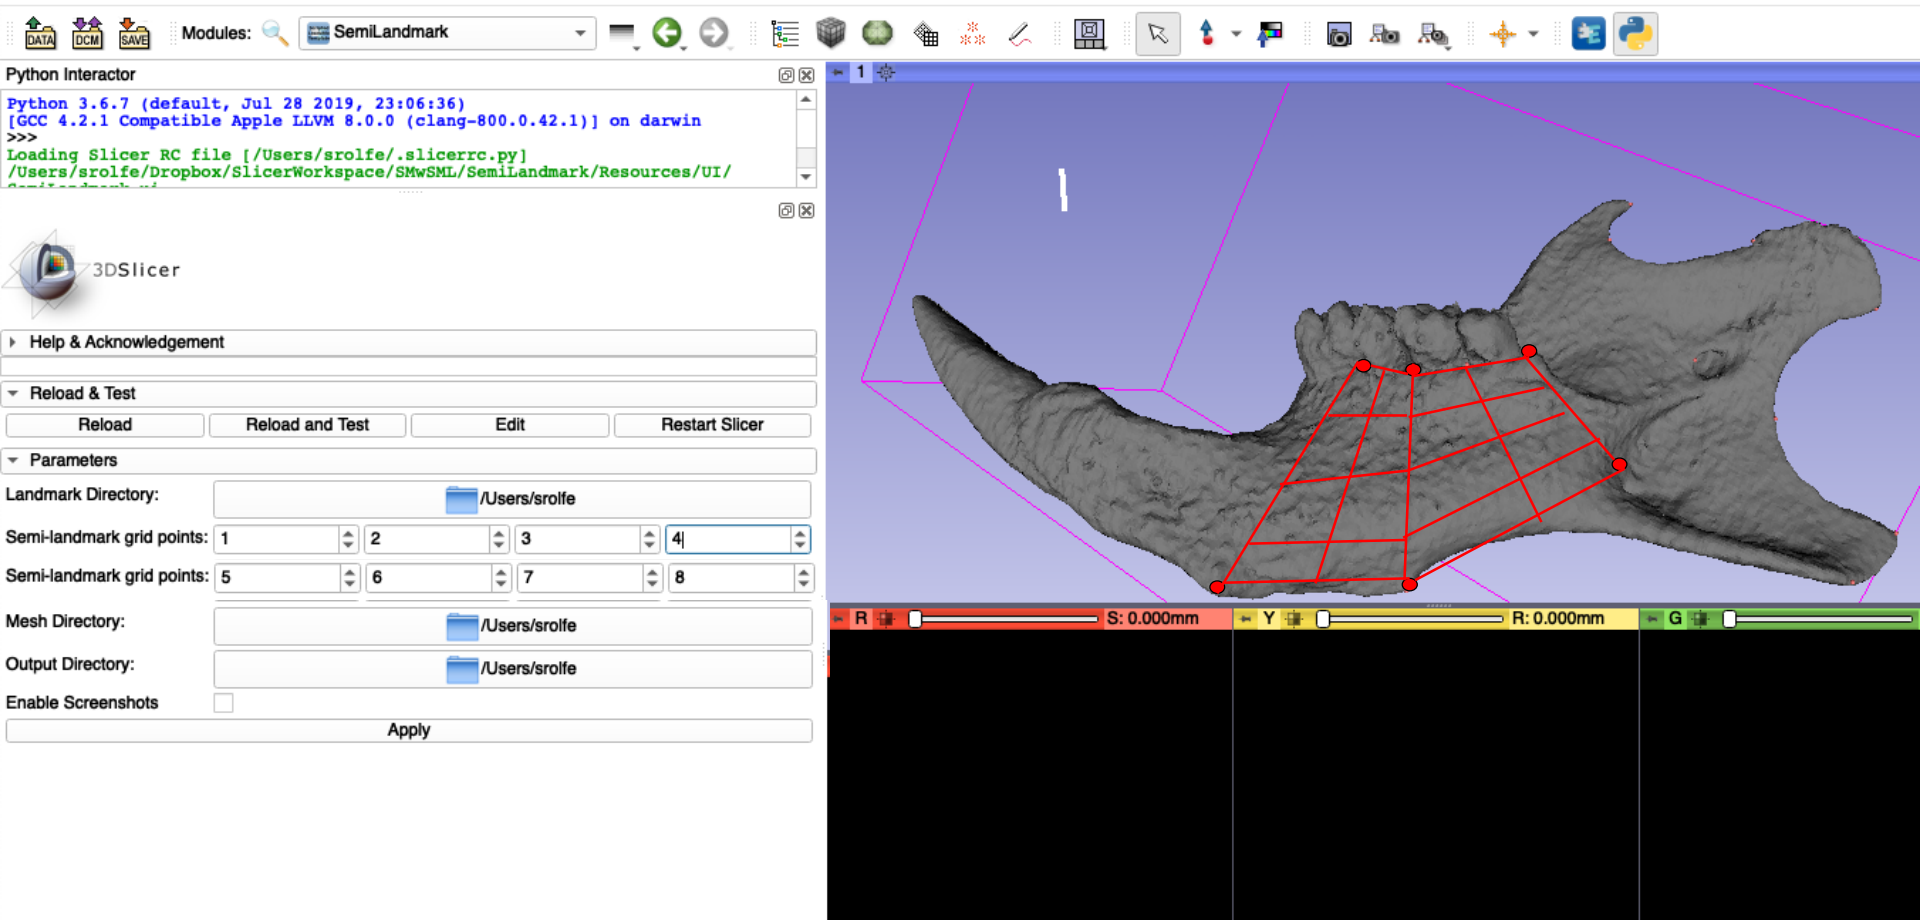 DATA DCM SAVE Modules: SemiLandmark
Python Interactor
Python 3.6.7 (default, Jul 28 2019, 23:06:36)
[GCC 4.2.1 Compatible Apple LLVM 8.0.0 (clang-800.0.42.1)] on darwin
>>>
Loading Slicer RC file [/Users/srolfe/.slicerrc.py]
/Users/srolfe/Dropbox/SlicerWorkspace/SMwSML/SemiLandmark/Resources/UI/
SemiLandmark.ui
1
3DSlicer
Help & Acknowledgement
Reload & Test
Reload Reload and Test Edit Restart Slicer
Parameters
Landmark Directory: /Users/srolfe
Semi-landmark grid points: 1 2 3 4
Semi-landmark grid points: 5 6 7 8
Mesh Directory: /Users/srolfe
Output Directory: /Users/srolfe
Enable Screenshots
Apply
R S: 0.000mm Y R: 0.000mm G